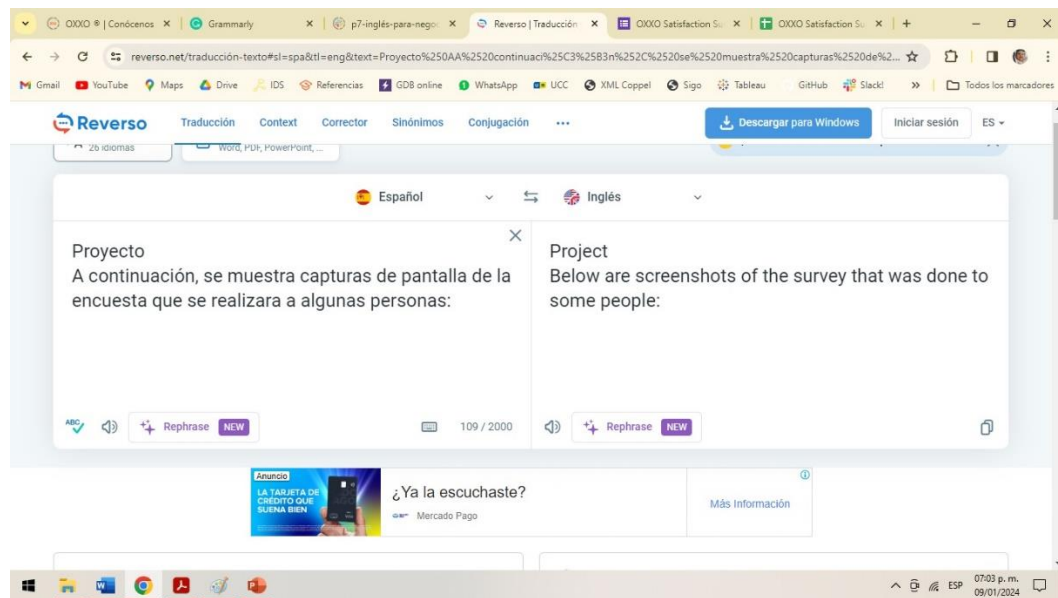 OXXO ® | Conócenos
Grammarly
p7-inglés-para-nego
Reverso | Traducción
OXXO Satisfaction Su
OXXO Satisfaction Su
reverso.net/traducción-texto#sl=spa&tl=eng&text=Proyecto%250AA%2520continuaci%25C3%25B3n%252C%2520se%2520muestra%2520capturas%2520de%2...
Gmail YouTube Maps Drive IDS Referencias GDB online WhatsApp UCC XML Coppel Sigo Tableau GitHub Slack! » Todos los marcadores
Reverso Traducción Context Corrector Sinónimos Conjugación ... Descargar para Windows Iniciar sesión ES
26 idiomas Word, PDF, PowerPoint, ...
Español Inglés
Proyecto
A continuación, se muestra capturas de pantalla de la
encuesta que se realizara a algunas personas:
Project
Below are screenshots of the survey that was done to
some people:
ABC Rephrase NEW 109 / 2000 Rephrase NEW
Anuncio
LA TARJETA DE
CRÉDITO QUE
SUENA BIEN
¿Ya la escuchaste?
Mercado Pago
Más Información
ESP
07:03 p. m.
09/01/2024